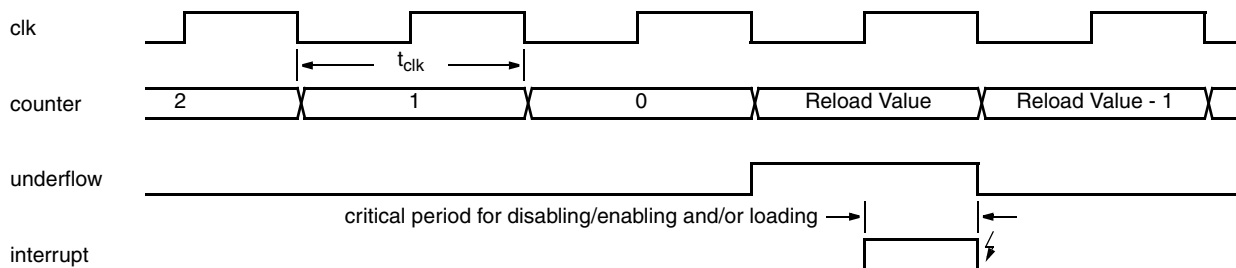 clk
t_clk
counter 2 1 0 Reload Value Reload Value - 1
underflow
critical period for disabling/enabling and/or loading
interrupt